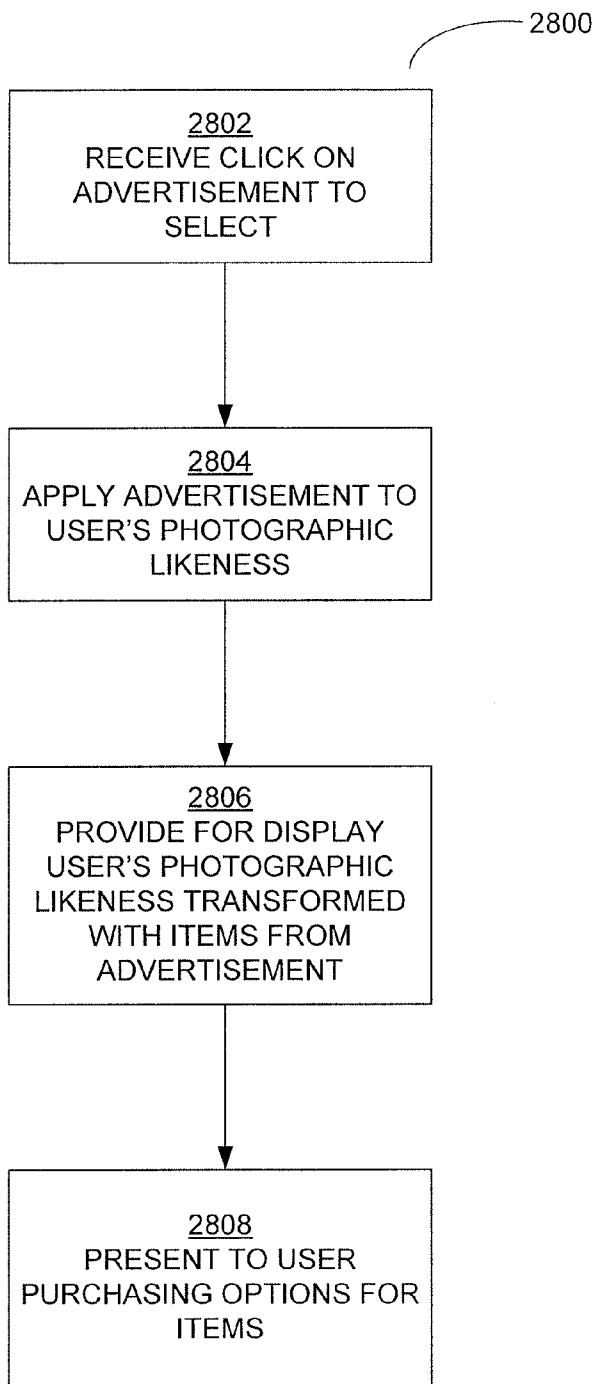 2800
2802
RECEIVE CLICK ON
ADVERTISEMENT TO
SELECT
2804
APPLY ADVERTISEMENT TO
USER'S PHOTOGRAPHIC
LIKENESS
2806
PROVIDE FOR DISPLAY
USER'S PHOTOGRAPHIC
LIKENESS TRANSFORMED
WITH ITEMS FROM
ADVERTISEMENT
2808
PRESENT TO USER
PURCHASING OPTIONS FOR
ITEMS